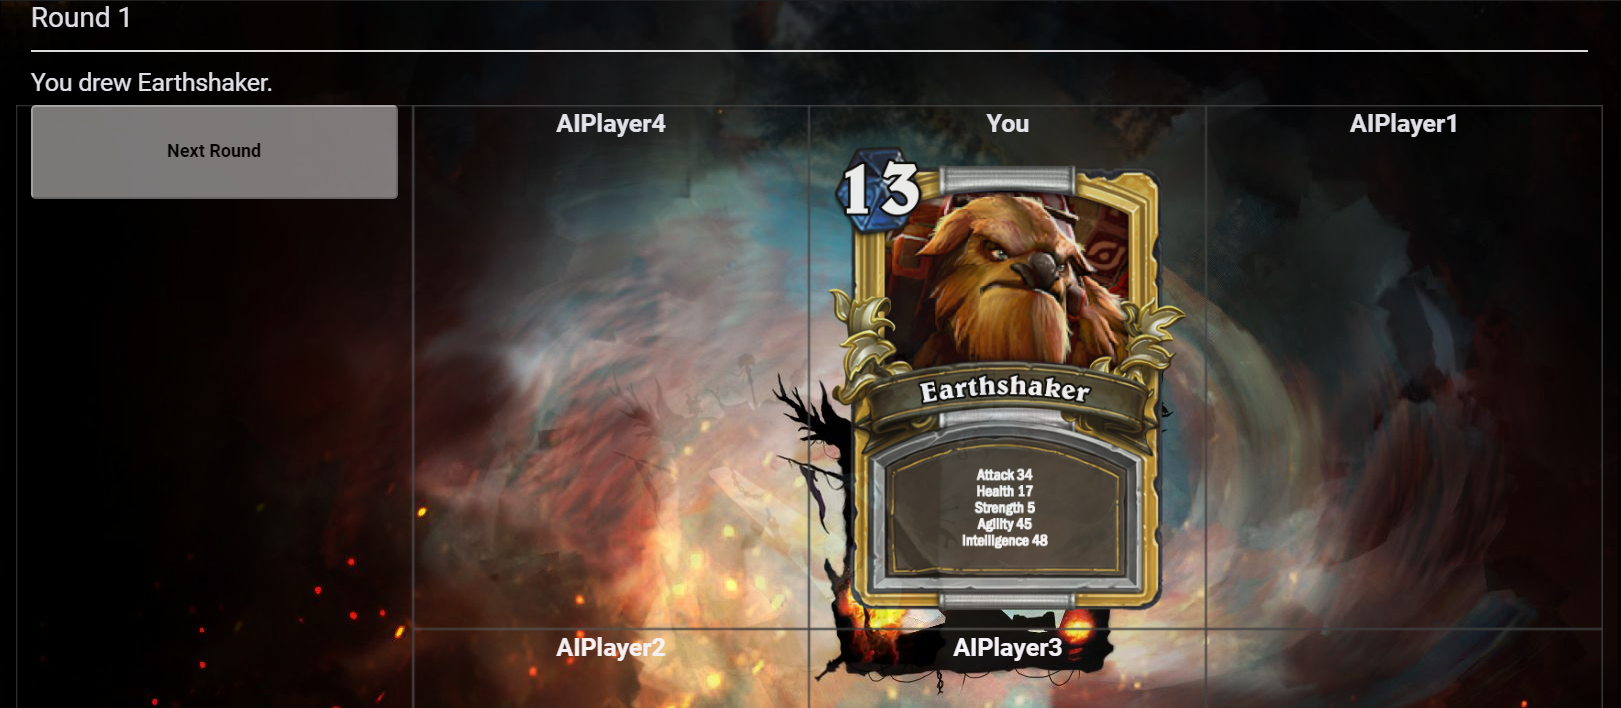 Round 1
You drew Earthshaker.
Next Round
AIPlayer4
You
AIPlayer1
13
Earthshaker
Attack 34
Health 17
Strength 5
Agility 45
Intelligence 48
AIPlayer2
AIPlayer3